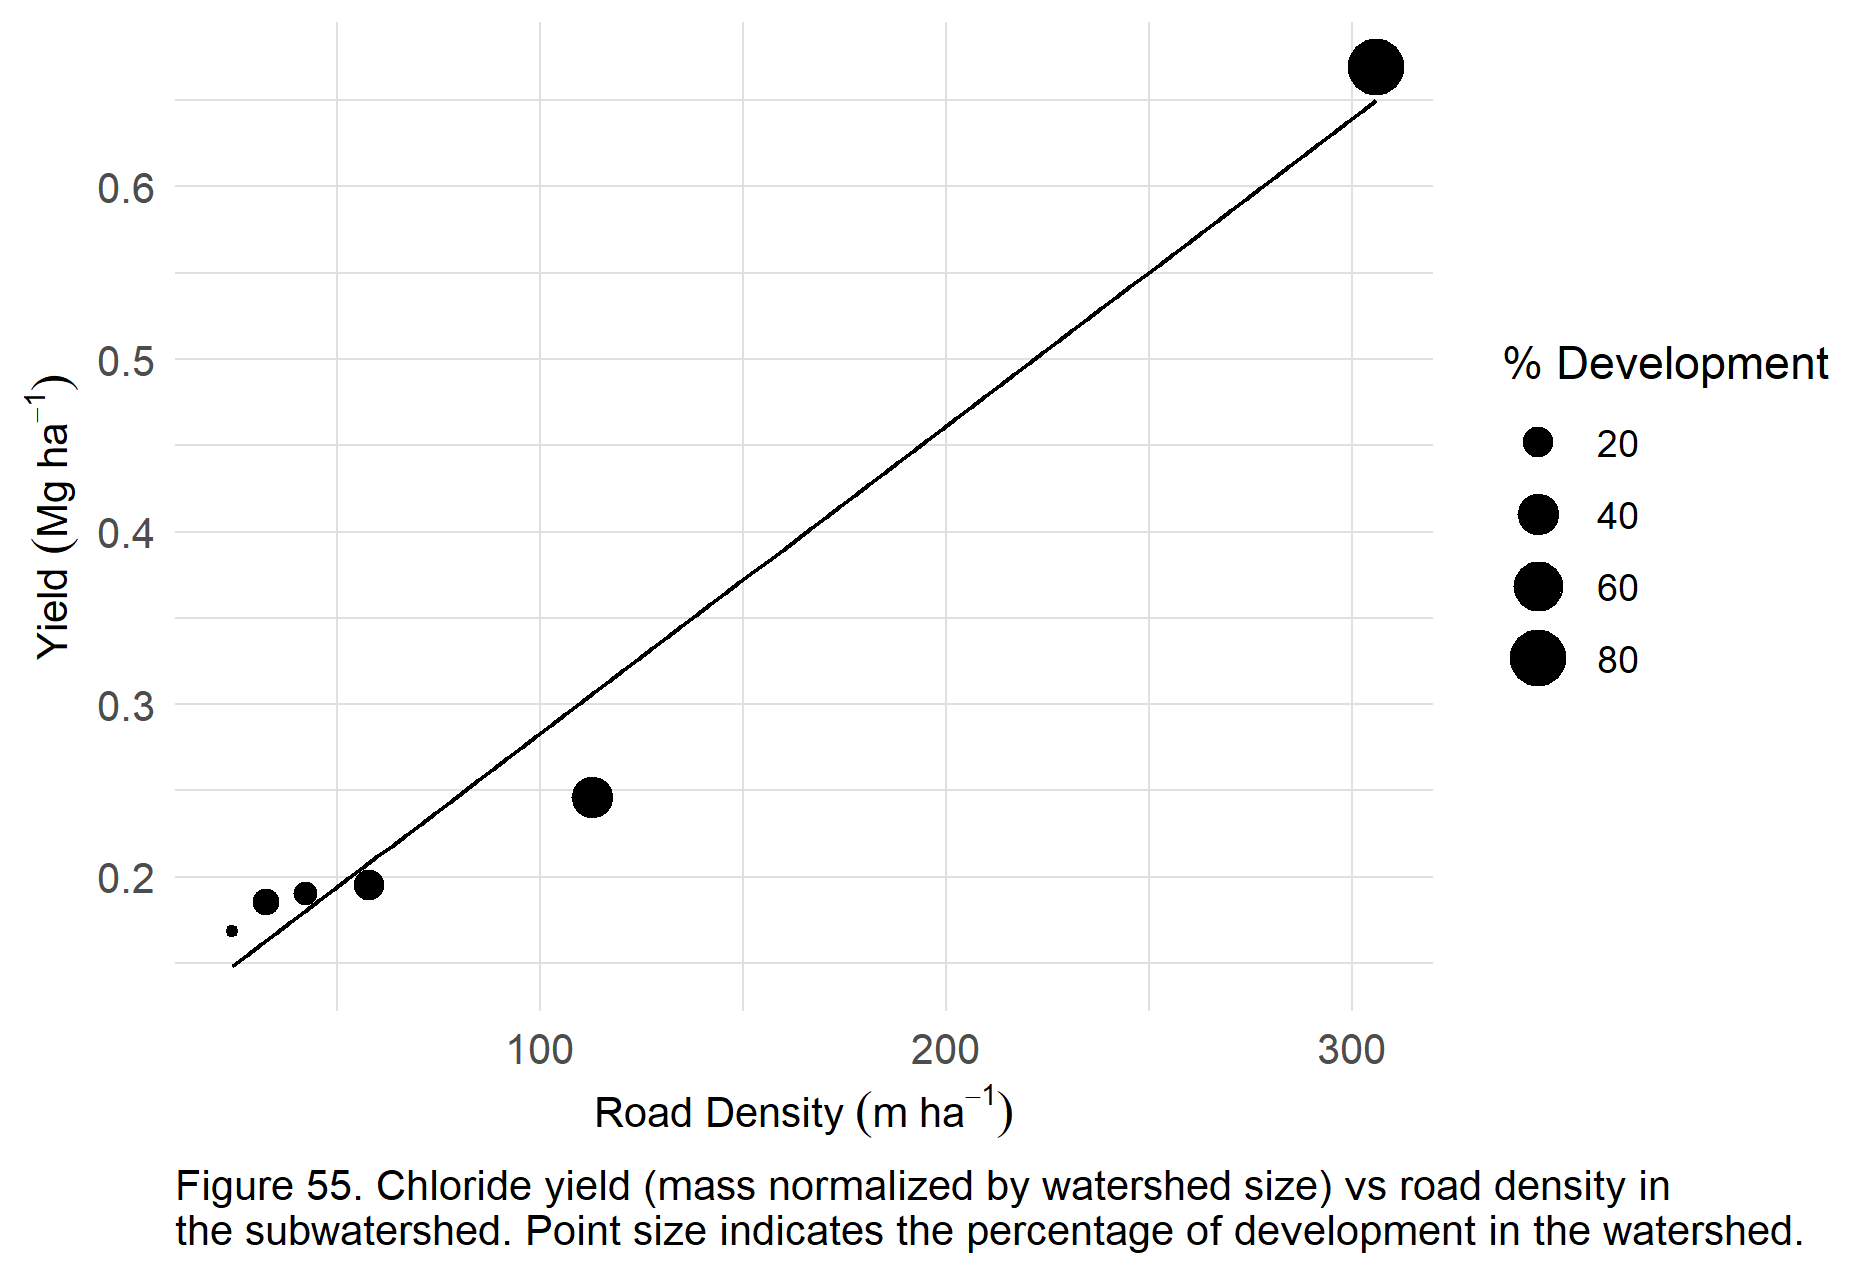 0.6
0.5
0.4
0.3
0.2
Yield (Mg ha⁻¹)
100 200 300
Road Density (m ha⁻¹)
% Development
20
40
60
80
Figure 55. Chloride yield (mass normalized by watershed size) vs road density in
the subwatershed. Point size indicates the percentage of development in the watershed.